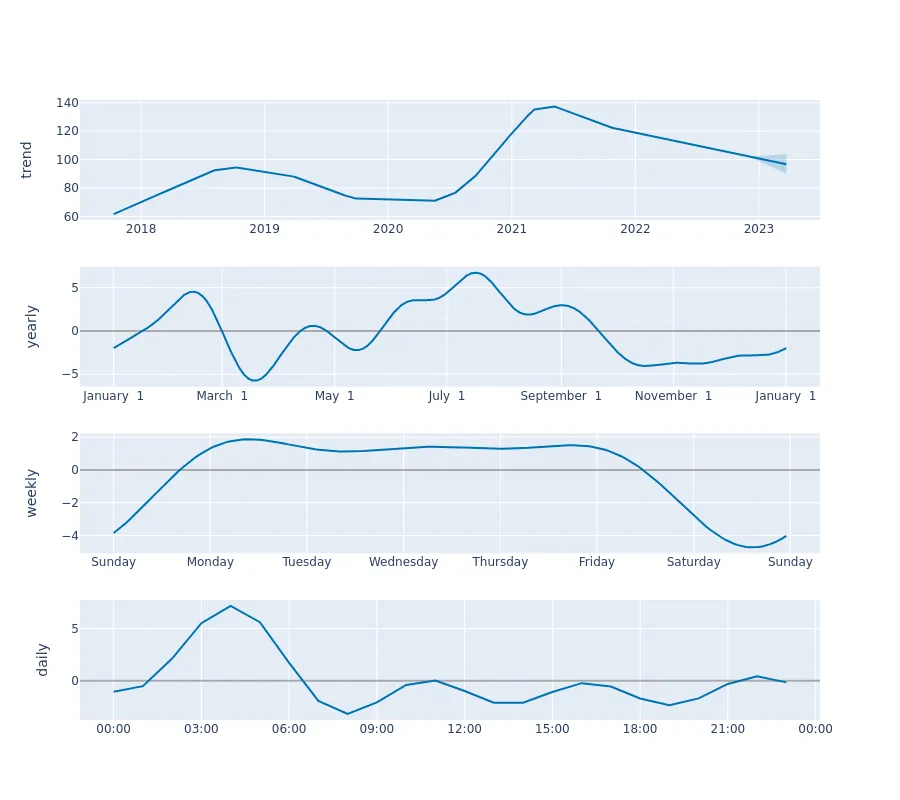 trend
140
120
100
80
60
2018 2019 2020 2021 2022 2023
yearly
5
0
−5
January 1 March 1 May 1 July 1 September 1 November 1 January 1
weekly
2
0
−2
−4
Sunday Monday Tuesday Wednesday Thursday Friday Saturday Sunday
daily
5
0
00:00 03:00 06:00 09:00 12:00 15:00 18:00 21:00 00:00